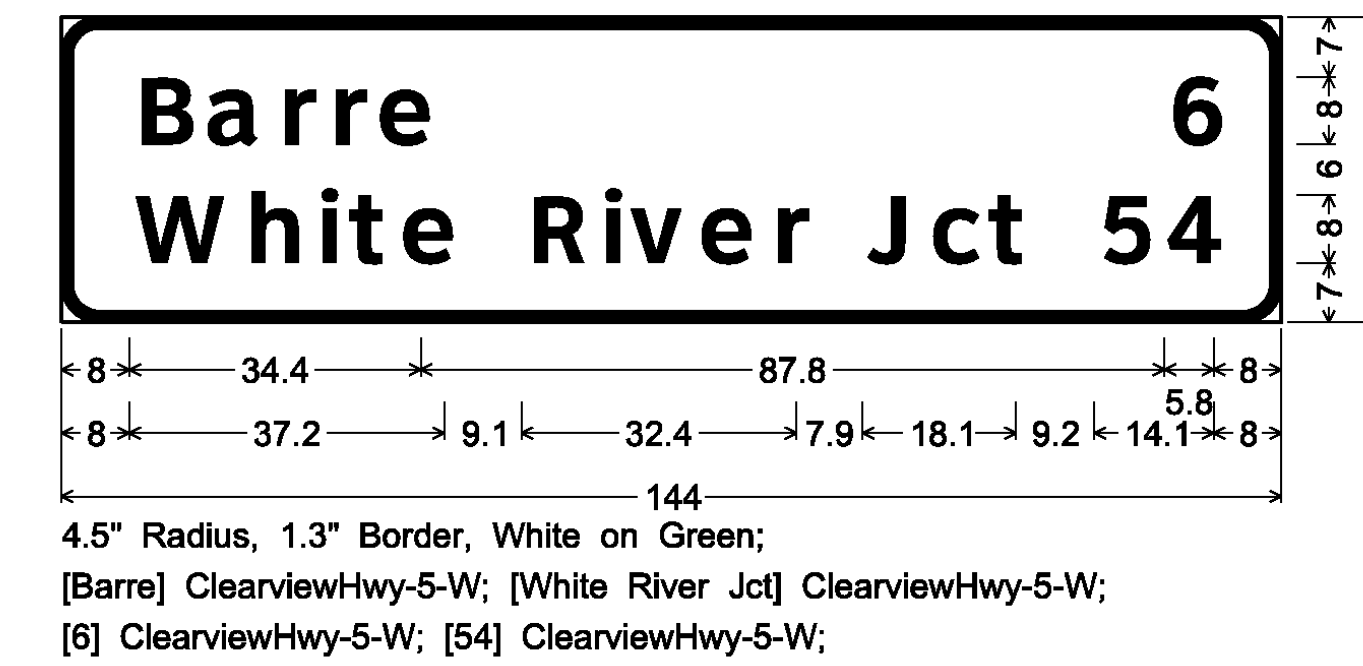 Barre 6
White River Jct 54
7
8
6
8
7
8 34.4 87.8 8
5.8
8 37.2 9.1 32.4 7.9 18.1 9.2 14.1 8
144
4.5" Radius, 1.3" Border, White on Green;
[Barre] ClearviewHwy-5-W; [White River Jct] ClearviewHwy-5-W;
[6] ClearviewHwy-5-W; [54] ClearviewHwy-5-W;